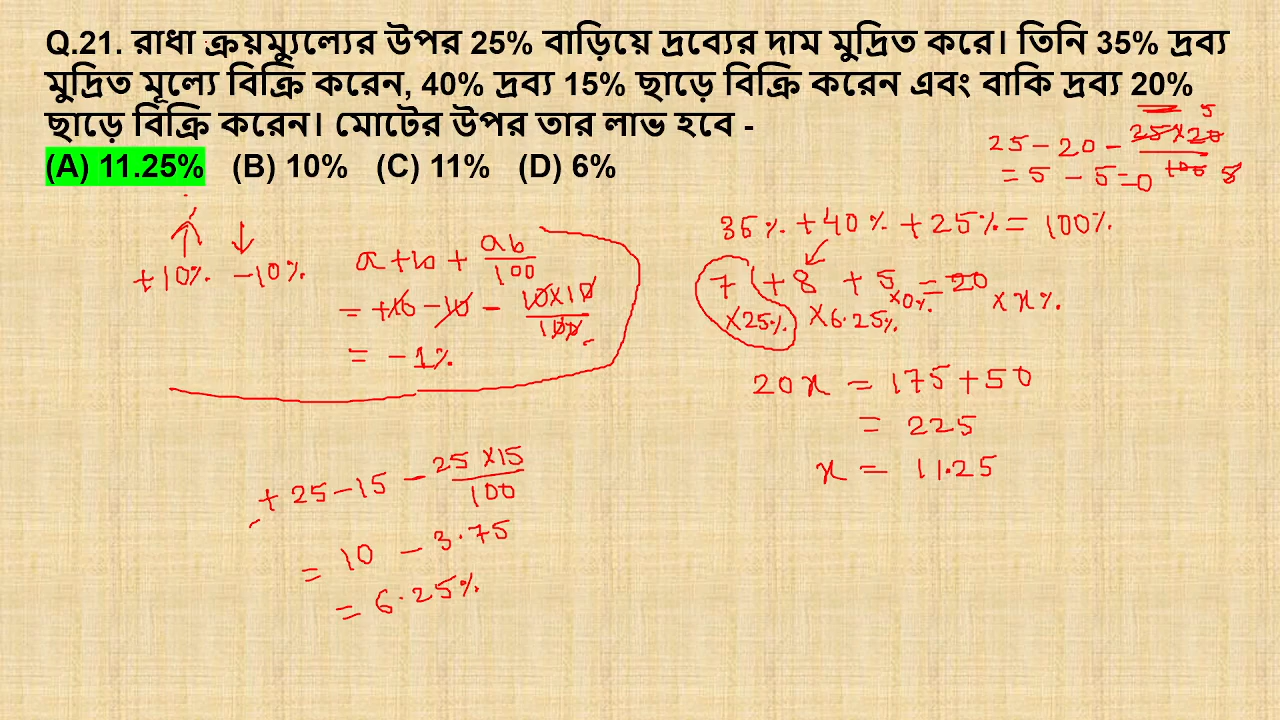 Q.21. রাধা ক্রয়মুল্যের উপর 25% বাড়িয়ে দ্রব্যের দাম মুদ্রিত করে। তিনি 35% দ্রব্য
মুদ্রিত মূল্যে বিক্রি করেন, 40% দ্রব্য 15% ছাড়ে বিক্রি করেন এবং বাকি দ্রব্য 20%
ছাড়ে বিক্রি করেন। মোটের উপর তার লাভ হবে -
(A) 11.25% (B) 10% (C) 11% (D) 6%
25 - 20 - 25×20/100 5 5
= 5 - 5 = 0
+10% -10%
a + b + ab/100
= +10 - 10 - 10×10/100
= -1%
35% + 40% + 25% = 100%
7 + 8 + 5 = 20
×25% ×6.25% ×0% ×x%
20x = 175 + 50
= 225
x = 11.25
+ 25 - 15 - 25×15/100
= 10 - 3.75
= 6.25%